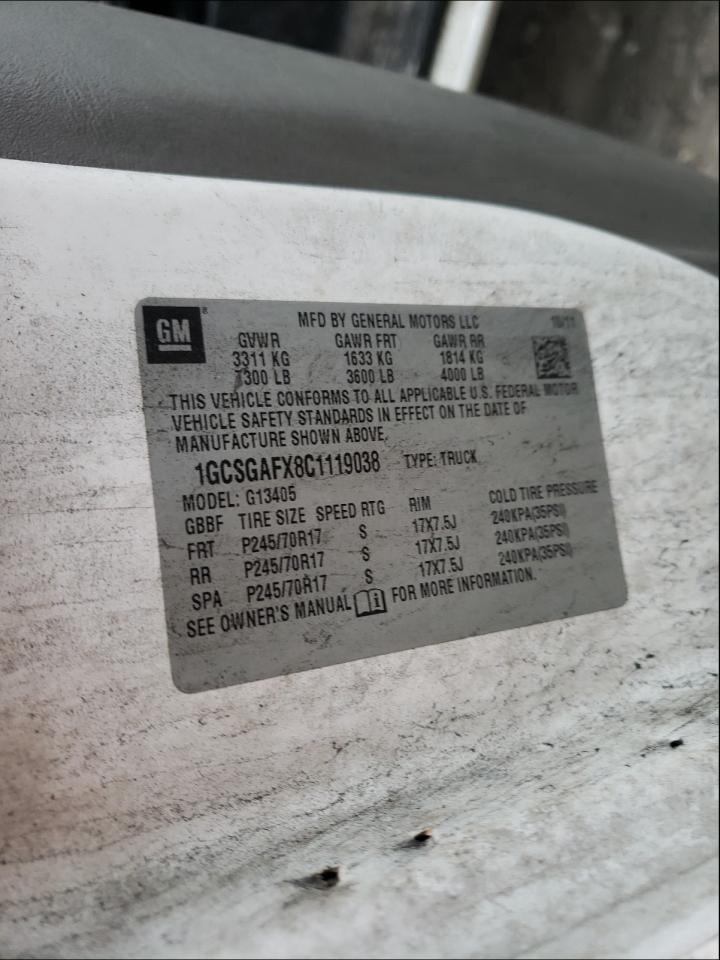 GM ®
MFD BY GENERAL MOTORS LLC 10/11
GVWR GAWR FRT GAWR RR
3311 KG 1633 KG 1814 KG
7300 LB 3600 LB 4000 LB
THIS VEHICLE CONFORMS TO ALL APPLICABLE U.S. FEDERAL MOTOR
VEHICLE SAFETY STANDARDS IN EFFECT ON THE DATE OF
MANUFACTURE SHOWN ABOVE.
1GCSGAFX8C1119038 TYPE: TRUCK
MODEL: G13405
GBBF TIRE SIZE SPEED RTG RIM COLD TIRE PRESSURE
FRT P245/70R17 S 17X7.5J 240KPA(35PSI)
RR P245/70R17 S 17X7.5J 240KPA(35PSI)
SPA P245/70R17 S 17X7.5J 240KPA(35PSI)
SEE OWNER'S MANUAL FOR MORE INFORMATION.